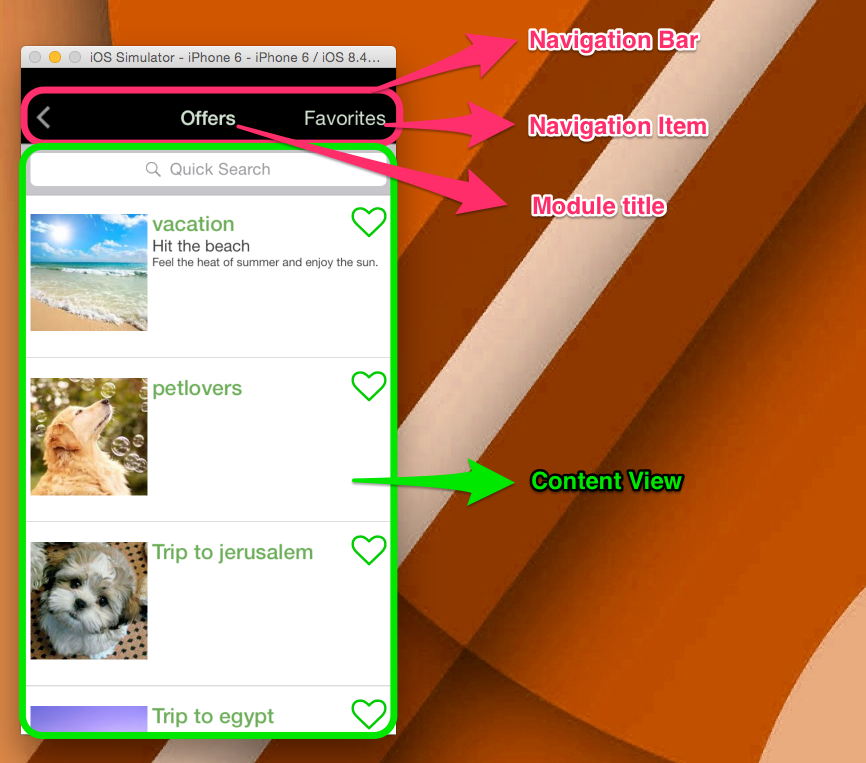 iOS Simulator - iPhone 6 - iPhone 6 / iOS 8.4…
Navigation Bar
Offers
Favorites
Navigation Item
Quick Search
Module title
vacation
Hit the beach
Feel the heat of summer and enjoy the sun.
petlovers
Content View
Trip to jerusalem
Trip to egypt